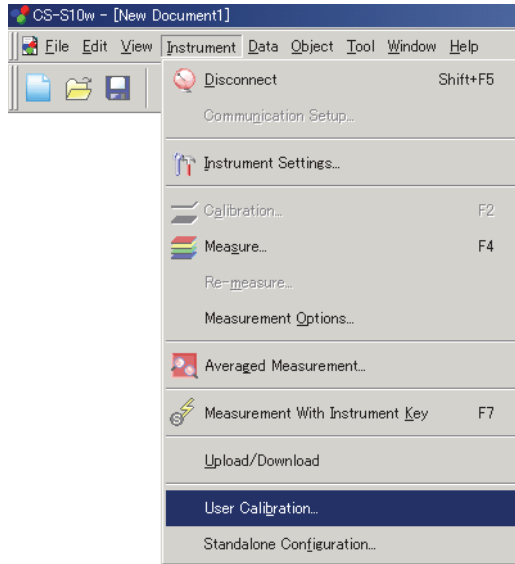 CS-S10w - [New Document1]
File Edit View Instrument Data Object Tool Window Help
Disconnect Shift+F5
Communication Setup...
Instrument Settings...
Calibration... F2
Measure... F4
Re-measure...
Measurement Options...
Averaged Measurement...
Measurement With Instrument Key F7
Upload/Download
User Calibration...
Standalone Configuration...